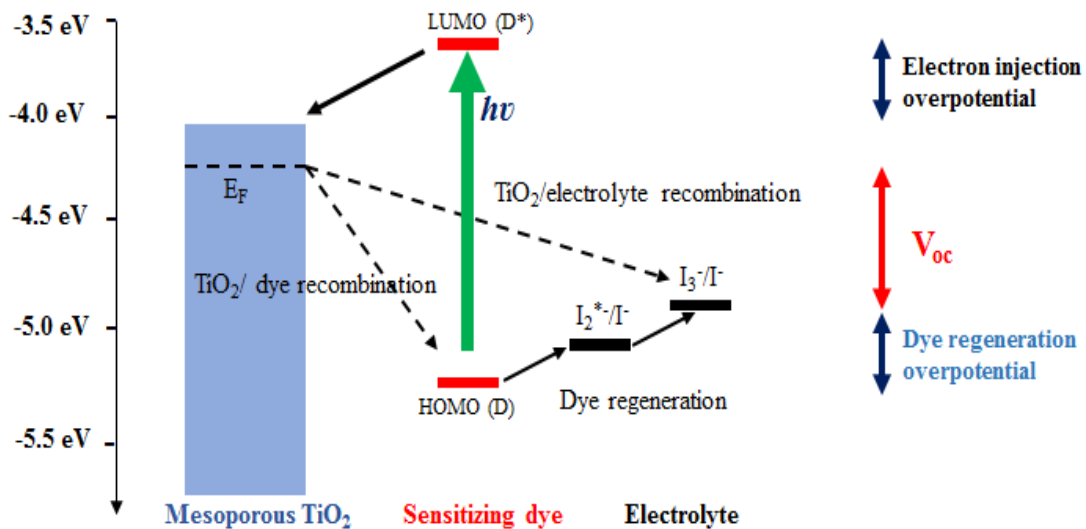 -3.5 eV
LUMO (D*)
hν
Electron injection
overpotential
-4.0 eV
E_F
TiO₂/electrolyte recombination
-4.5 eV
V_oc
TiO₂/ dye recombination
I₃⁻/I⁻
I₂*⁻/I⁻
-5.0 eV
Dye regeneration
overpotential
HOMO (D)
Dye regeneration
-5.5 eV
Mesoporous TiO₂
Sensitizing dye
Electrolyte